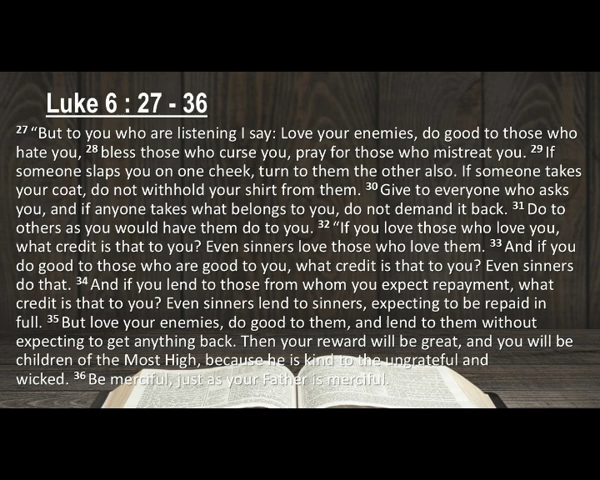 Luke 6 : 27 - 36
27 “But to you who are listening I say: Love your enemies, do good to those who
hate you, 28 bless those who curse you, pray for those who mistreat you. 29 If
someone slaps you on one cheek, turn to them the other also. If someone takes
your coat, do not withhold your shirt from them. 30 Give to everyone who asks
you, and if anyone takes what belongs to you, do not demand it back. 31 Do to
others as you would have them do to you. 32 “If you love those who love you,
what credit is that to you? Even sinners love those who love them. 33 And if you
do good to those who are good to you, what credit is that to you? Even sinners
do that. 34 And if you lend to those from whom you expect repayment, what
credit is that to you? Even sinners lend to sinners, expecting to be repaid in
full. 35 But love your enemies, do good to them, and lend to them without
expecting to get anything back. Then your reward will be great, and you will be
children of the Most High, because he is kind to the ungrateful and
wicked. 36 Be merciful, just as your Father is merciful.